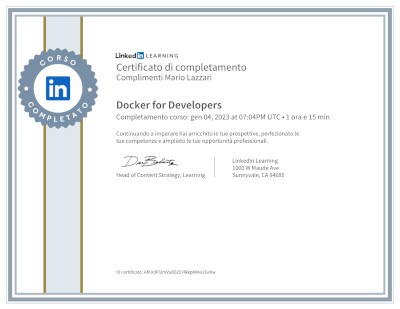 CORSO
in
COMPLETATO
LinkedIn LEARNING
Certificato di completamento
Complimenti Mario Lazzari
Docker for Developers
Completamento corso: gen 04, 2023 at 07:04PM UTC • 1 ora e 15 min.
Continuando a imparare hai arricchito le tue prospettive, perfezionato le
tue competenze e ampliato le tue opportunità professionali.
Head of Content Strategy, Learning
LinkedIn Learning
1000 W Maude Ave
Sunnyvale, CA 94085
Id certificato: